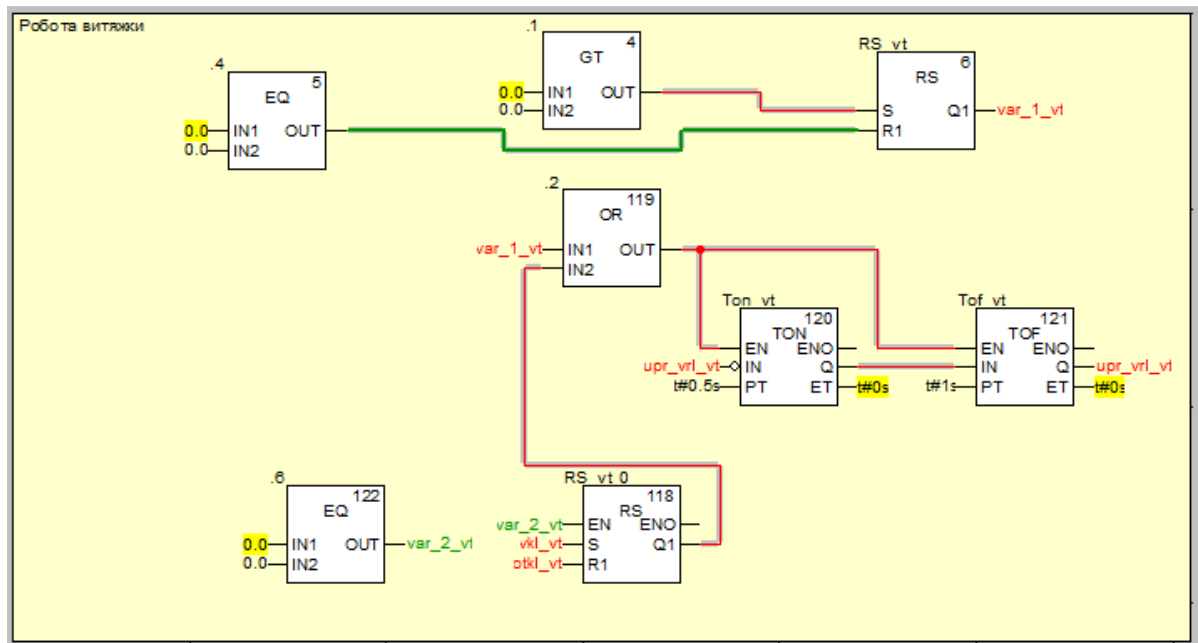 Робота витяжки
.1
4
GT
0.0 IN1 OUT
0.0 IN2
.4
5
EQ
0.0 IN1 OUT
0.0 IN2
RS_vt
6
RS
S Q1 var_1_vt
R1
.2
119
OR
var_1_vt IN1 OUT
IN2
Ton_vt
120
TON
EN ENO
upr_vrl_vt IN Q
t#0.5s PT ET t#0s
Tof_vt
121
TOF
EN ENO
IN Q upr_vrl_vt
t#1s PT ET t#0s
.6
122
EQ
0.0 IN1 OUT var_2_vt
0.0 IN2
RS_vt_0
118
RS
var_2_vt EN ENO
vkl_vt S Q1
otkl_vt R1